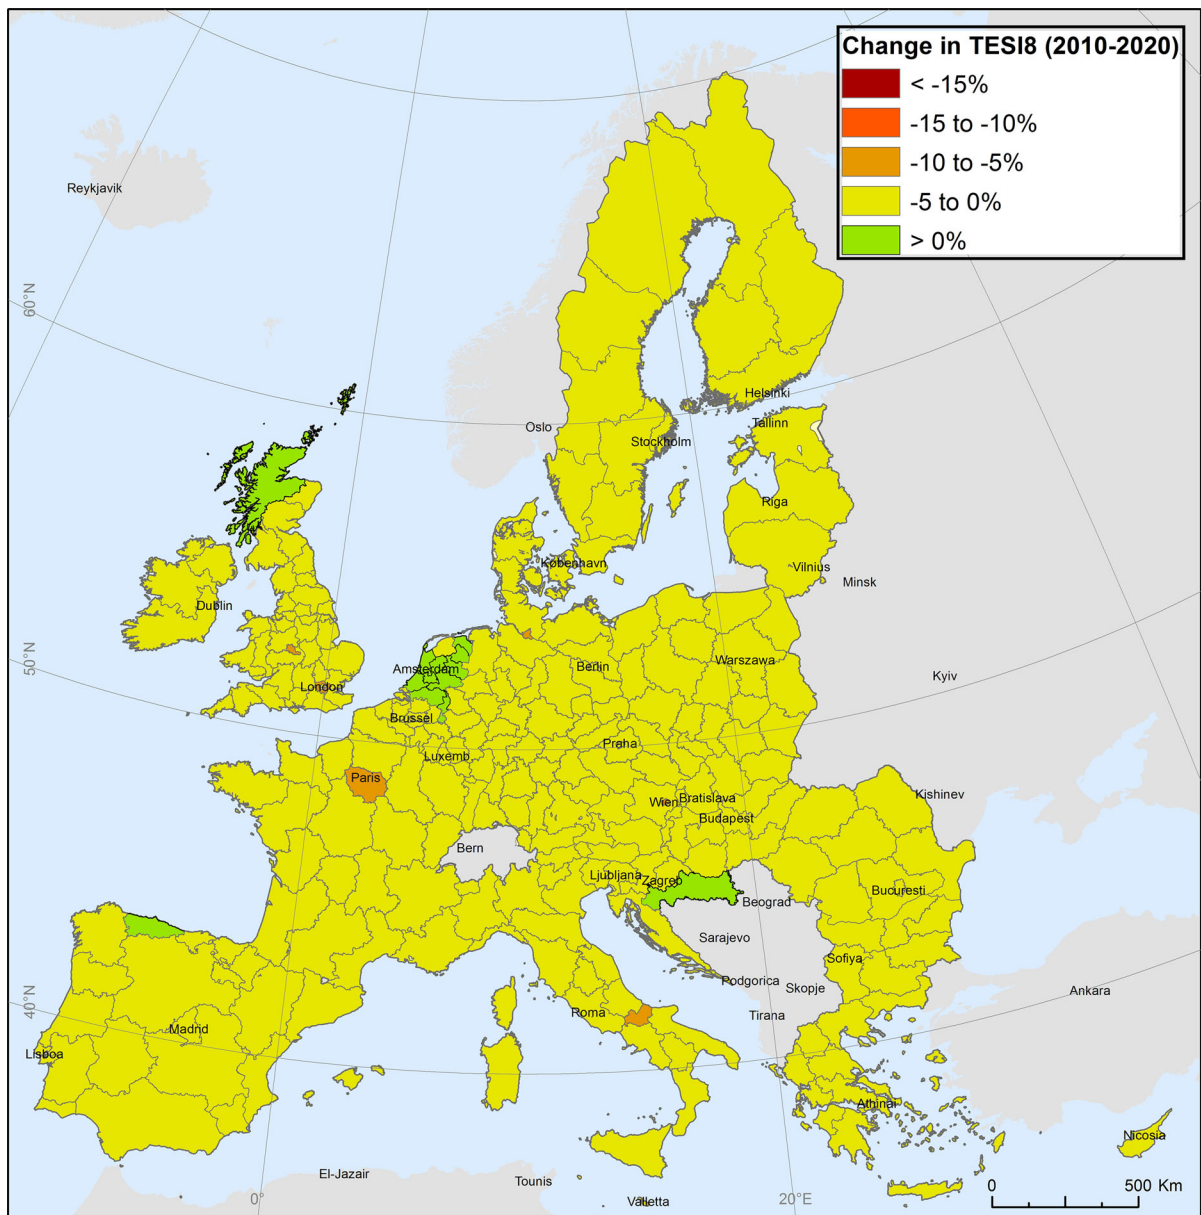 Change in TESI8 (2010-2020)
< -15%
-15 to -10%
-10 to -5%
-5 to 0%
> 0%
Reykjavik
60°N
Helsinki
Tallinn
Oslo
Stockholm
Riga
København
Vilnius
Minsk
Dublin
50°N
Amsterdam
Berlin
Warszawa
Kyiv
London
Brussel
Praha
Luxemb.
Paris
Wien
Bratislava
Kishinev
Budapest
Bern
Ljubljana
Zagreb
Bucuresti
Beograd
Sarajevo
Sofiya
Podgorica
Skopje
Ankara
40°N
Roma
Tirana
Madrid
Lisboa
Athinai
Nicosia
El-Jazair
Tounis
Valletta
0°
20°E
0
500 Km